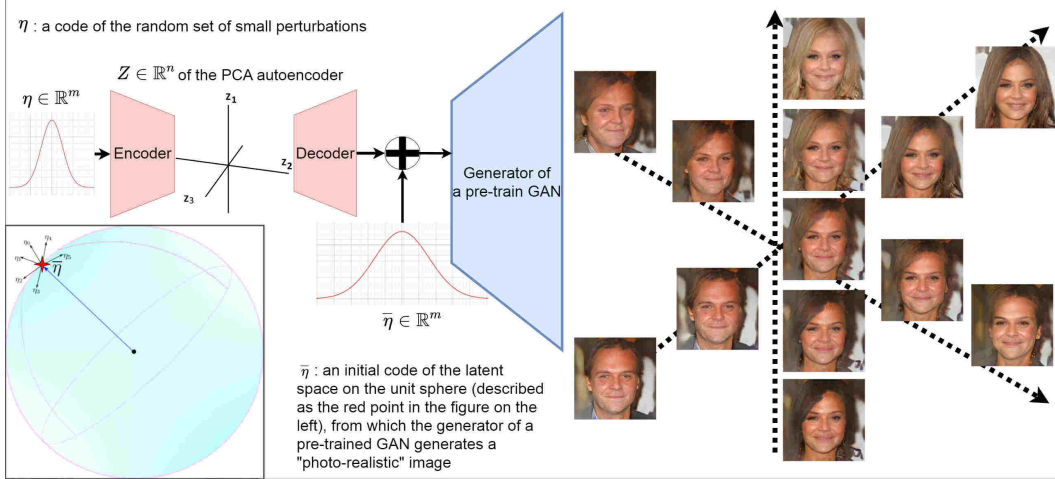 η : a code of the random set of small perturbations
Z ∈ ℝⁿ of the PCA autoencoder
η ∈ ℝᵐ
Encoder
z₁
z₂
z₃
Decoder
Generator of
a pre-train GAN
η̄
η̄ ∈ ℝᵐ
η̄ : an initial code of the latent
space on the unit sphere (described
as the red point in the figure on the
left), from which the generator of a
pre-trained GAN generates a
"photo-realistic" image